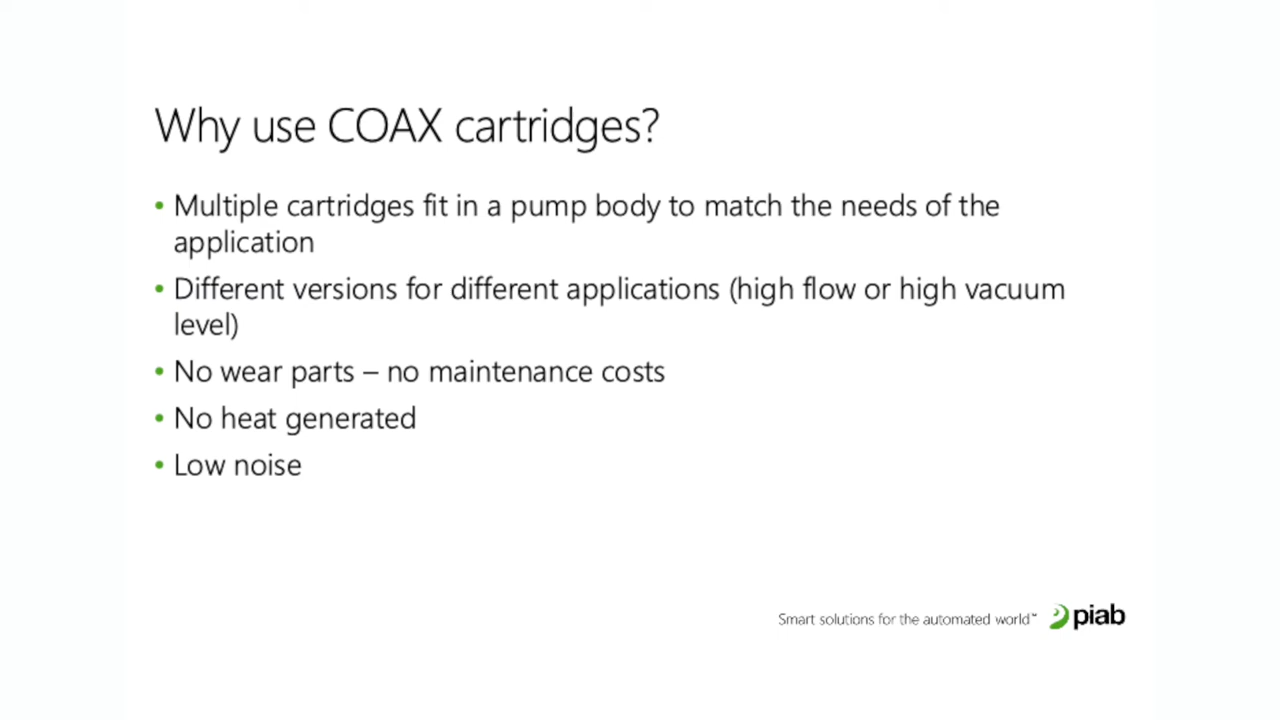 Why use COAX cartridges?
• Multiple cartridges fit in a pump body to match the needs of the
application
• Different versions for different applications (high flow or high vacuum
level)
• No wear parts – no maintenance costs
• No heat generated
• Low noise
Smart solutions for the automated world™ piab